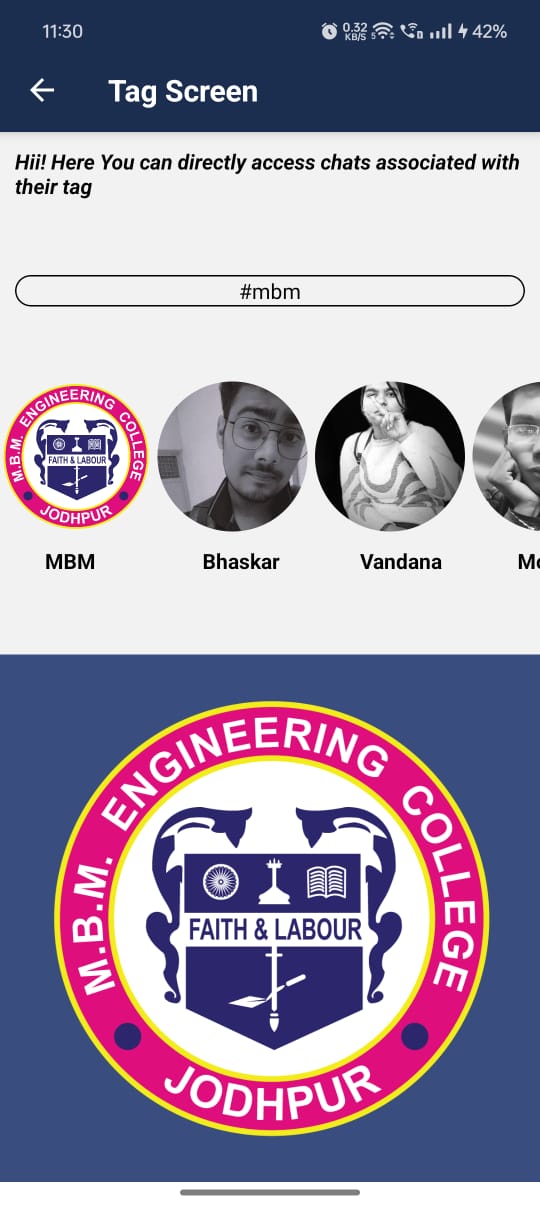 11:30
0.32
KB/S
5
42%
Tag Screen
Hii! Here You can directly access chats associated with
their tag
#mbm
M.B.M. ENGINEERING COLLEGE
FAITH & LABOUR
JODHPUR
MBM
Bhaskar
Vandana
Mo
M.B.M. ENGINEERING COLLEGE
FAITH & LABOUR
JODHPUR